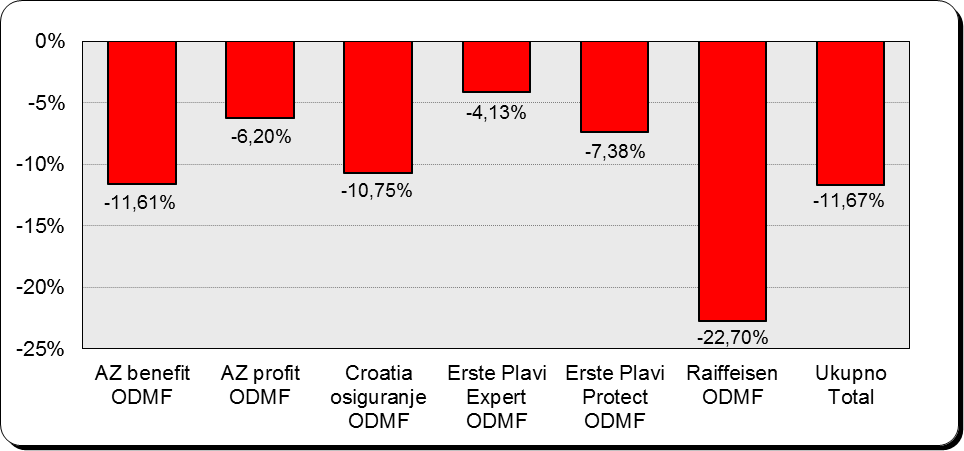 0%
-5%
-10%
-15%
-20%
-25%
-11,61%
-6,20%
-10,75%
-4,13%
-7,38%
-22,70%
-11,67%
AZ benefit
ODMF
AZ profit
ODMF
Croatia
osiguranje
ODMF
Erste Plavi
Expert
ODMF
Erste Plavi
Protect
ODMF
Raiffeisen
ODMF
Ukupno
Total